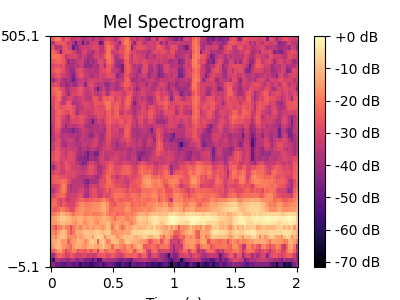 Mel Spectrogram
505.1
−5.1
0
0.5
1
1.5
2
+0 dB
-10 dB
-20 dB
-30 dB
-40 dB
-50 dB
-60 dB
-70 dB